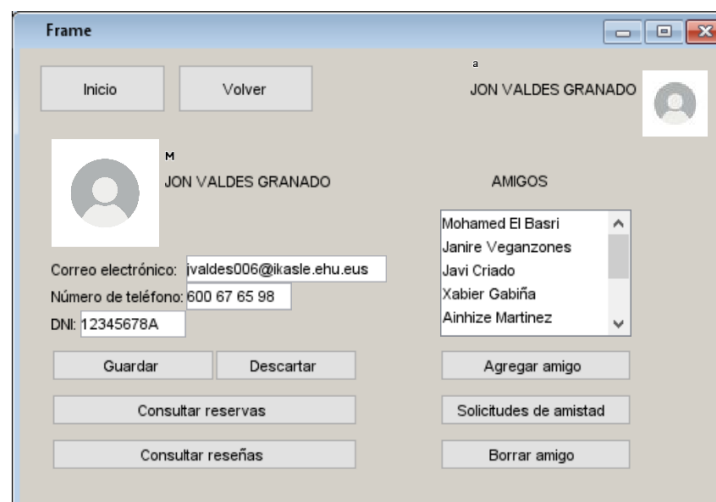 Frame
Inicio
Volver
a
JON VALDES GRANADO
M
JON VALDES GRANADO
Correo electrónico: jvaldes006@ikasle.ehu.eus
Número de teléfono: 600 67 65 98
DNI: 12345678A
Guardar
Descartar
Consultar reservas
Consultar reseñas
AMIGOS
Mohamed El Basri
Janire Veganzones
Javi Criado
Xabier Gabiña
Ainhize Martinez
Agregar amigo
Solicitudes de amistad
Borrar amigo